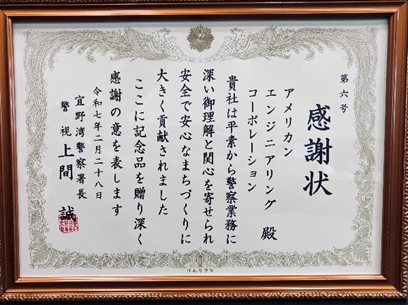 第六号
感謝状
アメリカン
エンジニアリング
コーポレーション 殿
貴社は平素から警察業務に
深い御理解と関心を寄せられ
安全で安心なまちづくりに
大きく貢献されました
ここに記念品を贈り深く
感謝の意を表します
令和七年二月二十八日
宜野湾警察署長
警視 上間 誠